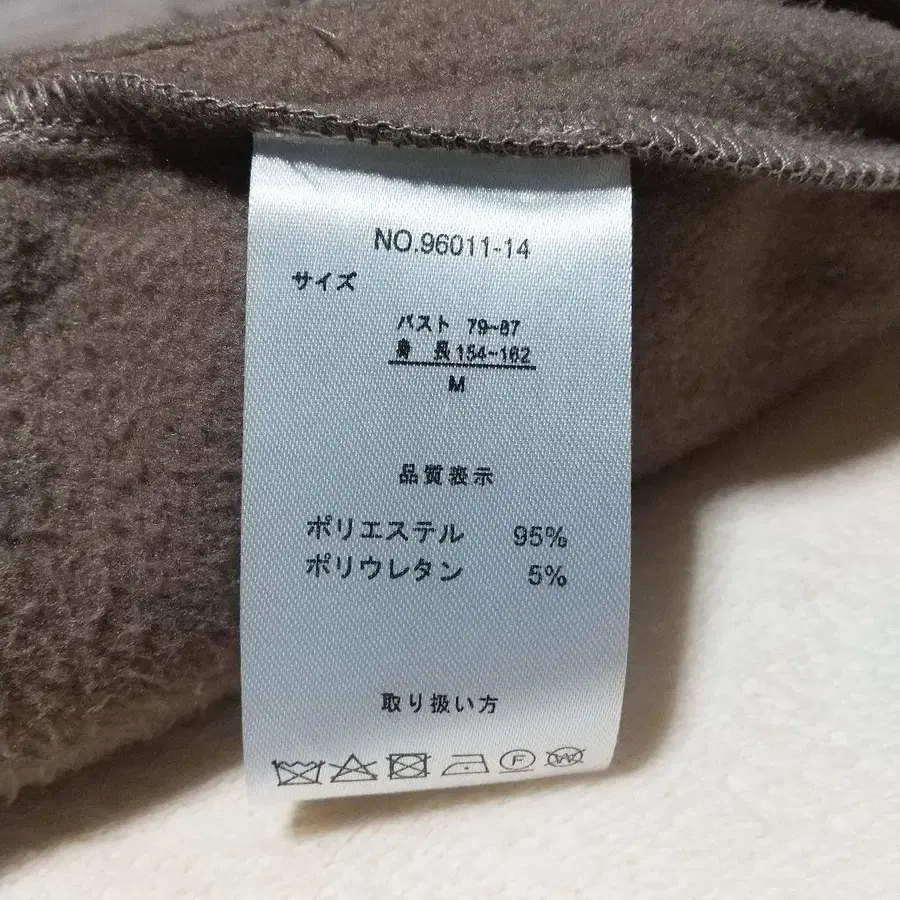 NO.96011-14
サイズ
バスト 79~87
身 長 154~162
M
品質表示
ポリエステル 95%
ポリウレタン 5%
取り扱い方
F